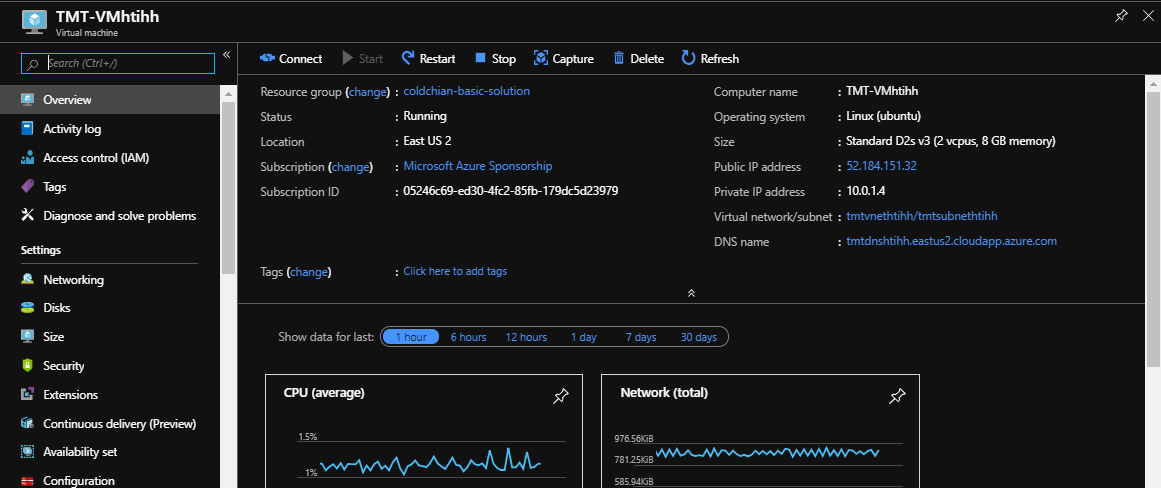 TMT-VMhtihh
Virtual machine
Search (Ctrl+/)
Overview
Activity log
Access control (IAM)
Tags
Diagnose and solve problems
Settings
Networking
Disks
Size
Security
Extensions
Continuous delivery (Preview)
Availability set
Configuration
Connect Start Restart Stop Capture Delete Refresh
Resource group (change) : coldchian-basic-solution
Status : Running
Location : East US 2
Subscription (change) : Microsoft Azure Sponsorship
Subscription ID : 05246c69-ed30-4fc2-85fb-179dc5d23979
Computer name : TMT-VMhtihh
Operating system : Linux (ubuntu)
Size : Standard D2s v3 (2 vcpus, 8 GB memory)
Public IP address : 52.184.151.32
Private IP address : 10.0.1.4
Virtual network/subnet : tmtvnethtihh/tmtsubnethtihh
DNS name : tmtdnshtihh.eastus2.cloudapp.azure.com
Tags (change) : Click here to add tags
Show data for last: 1 hour 6 hours 12 hours 1 day 7 days 30 days
CPU (average)
1.5%
1%
Network (total)
976.56KiB
781.25KiB
585.94KiB